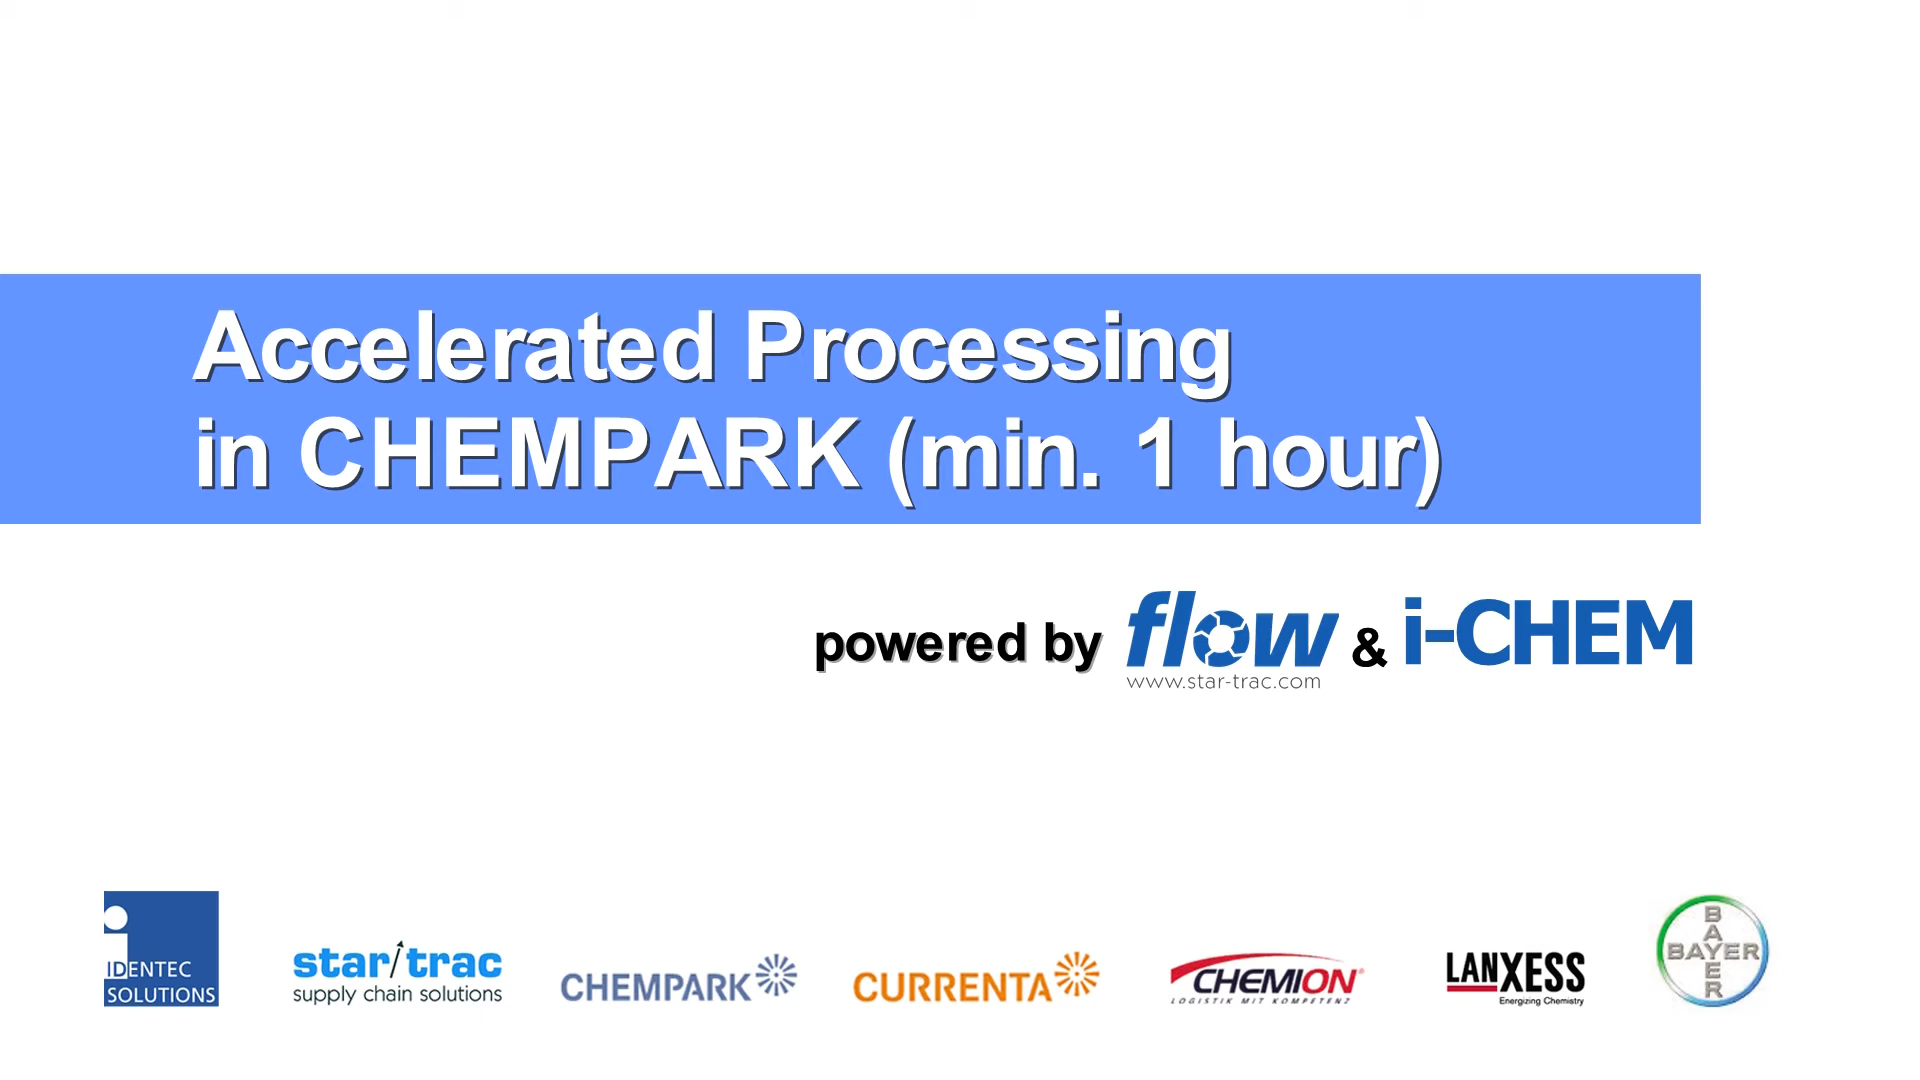 Accelerated Processing
in CHEMPARK (min. 1 hour)
powered by flow & i-CHEM
www.star-trac.com
IDENTEC
SOLUTIONS
star/trac
supply chain solutions
CHEMPARK
CURRENTA
CHEMION®
LOGISTIK MIT KOMPETENZ
LANXESS
Energizing Chemistry
BAYER
BAYER